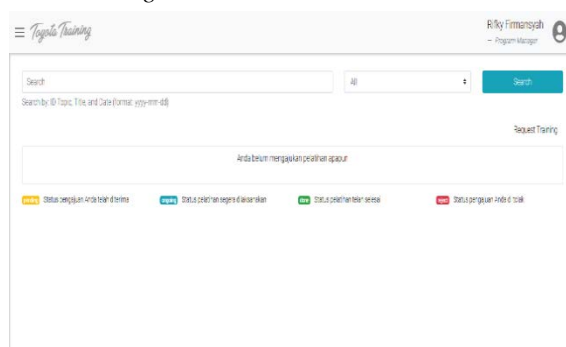 Toyota Training
Rifky Firmansyah
Program Manager
Search
All
Search
Search by: ID Topic, Title, and Date (format: yyyy-mm-dd)
Request Training
Anda belum mengajukan pelatihan apapun
pending Status pengajuan Anda telah diterima
ongoing Status pelatihan segera dilaksanakan
done Status pelatihan telah selesai
reject Status pengajuan Anda di tolak